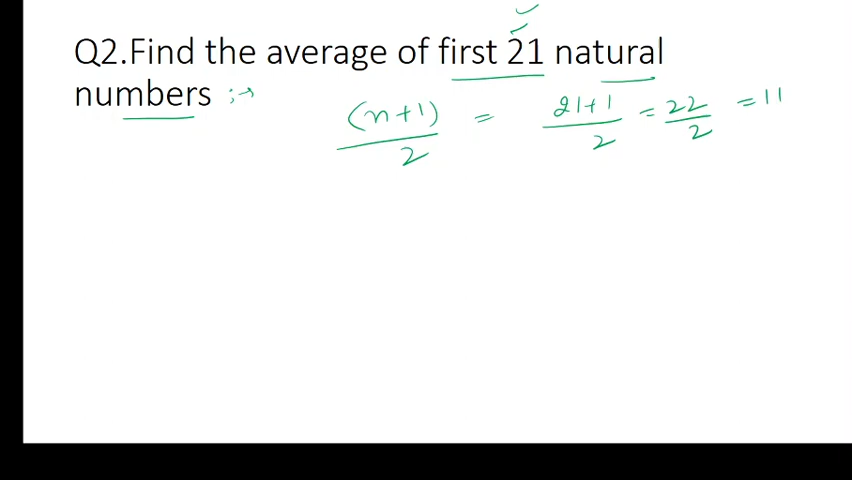 Q2.Find the average of first 21 natural
numbers :→
(n+1)/2 = 21+1/2 = 22/2 = 11